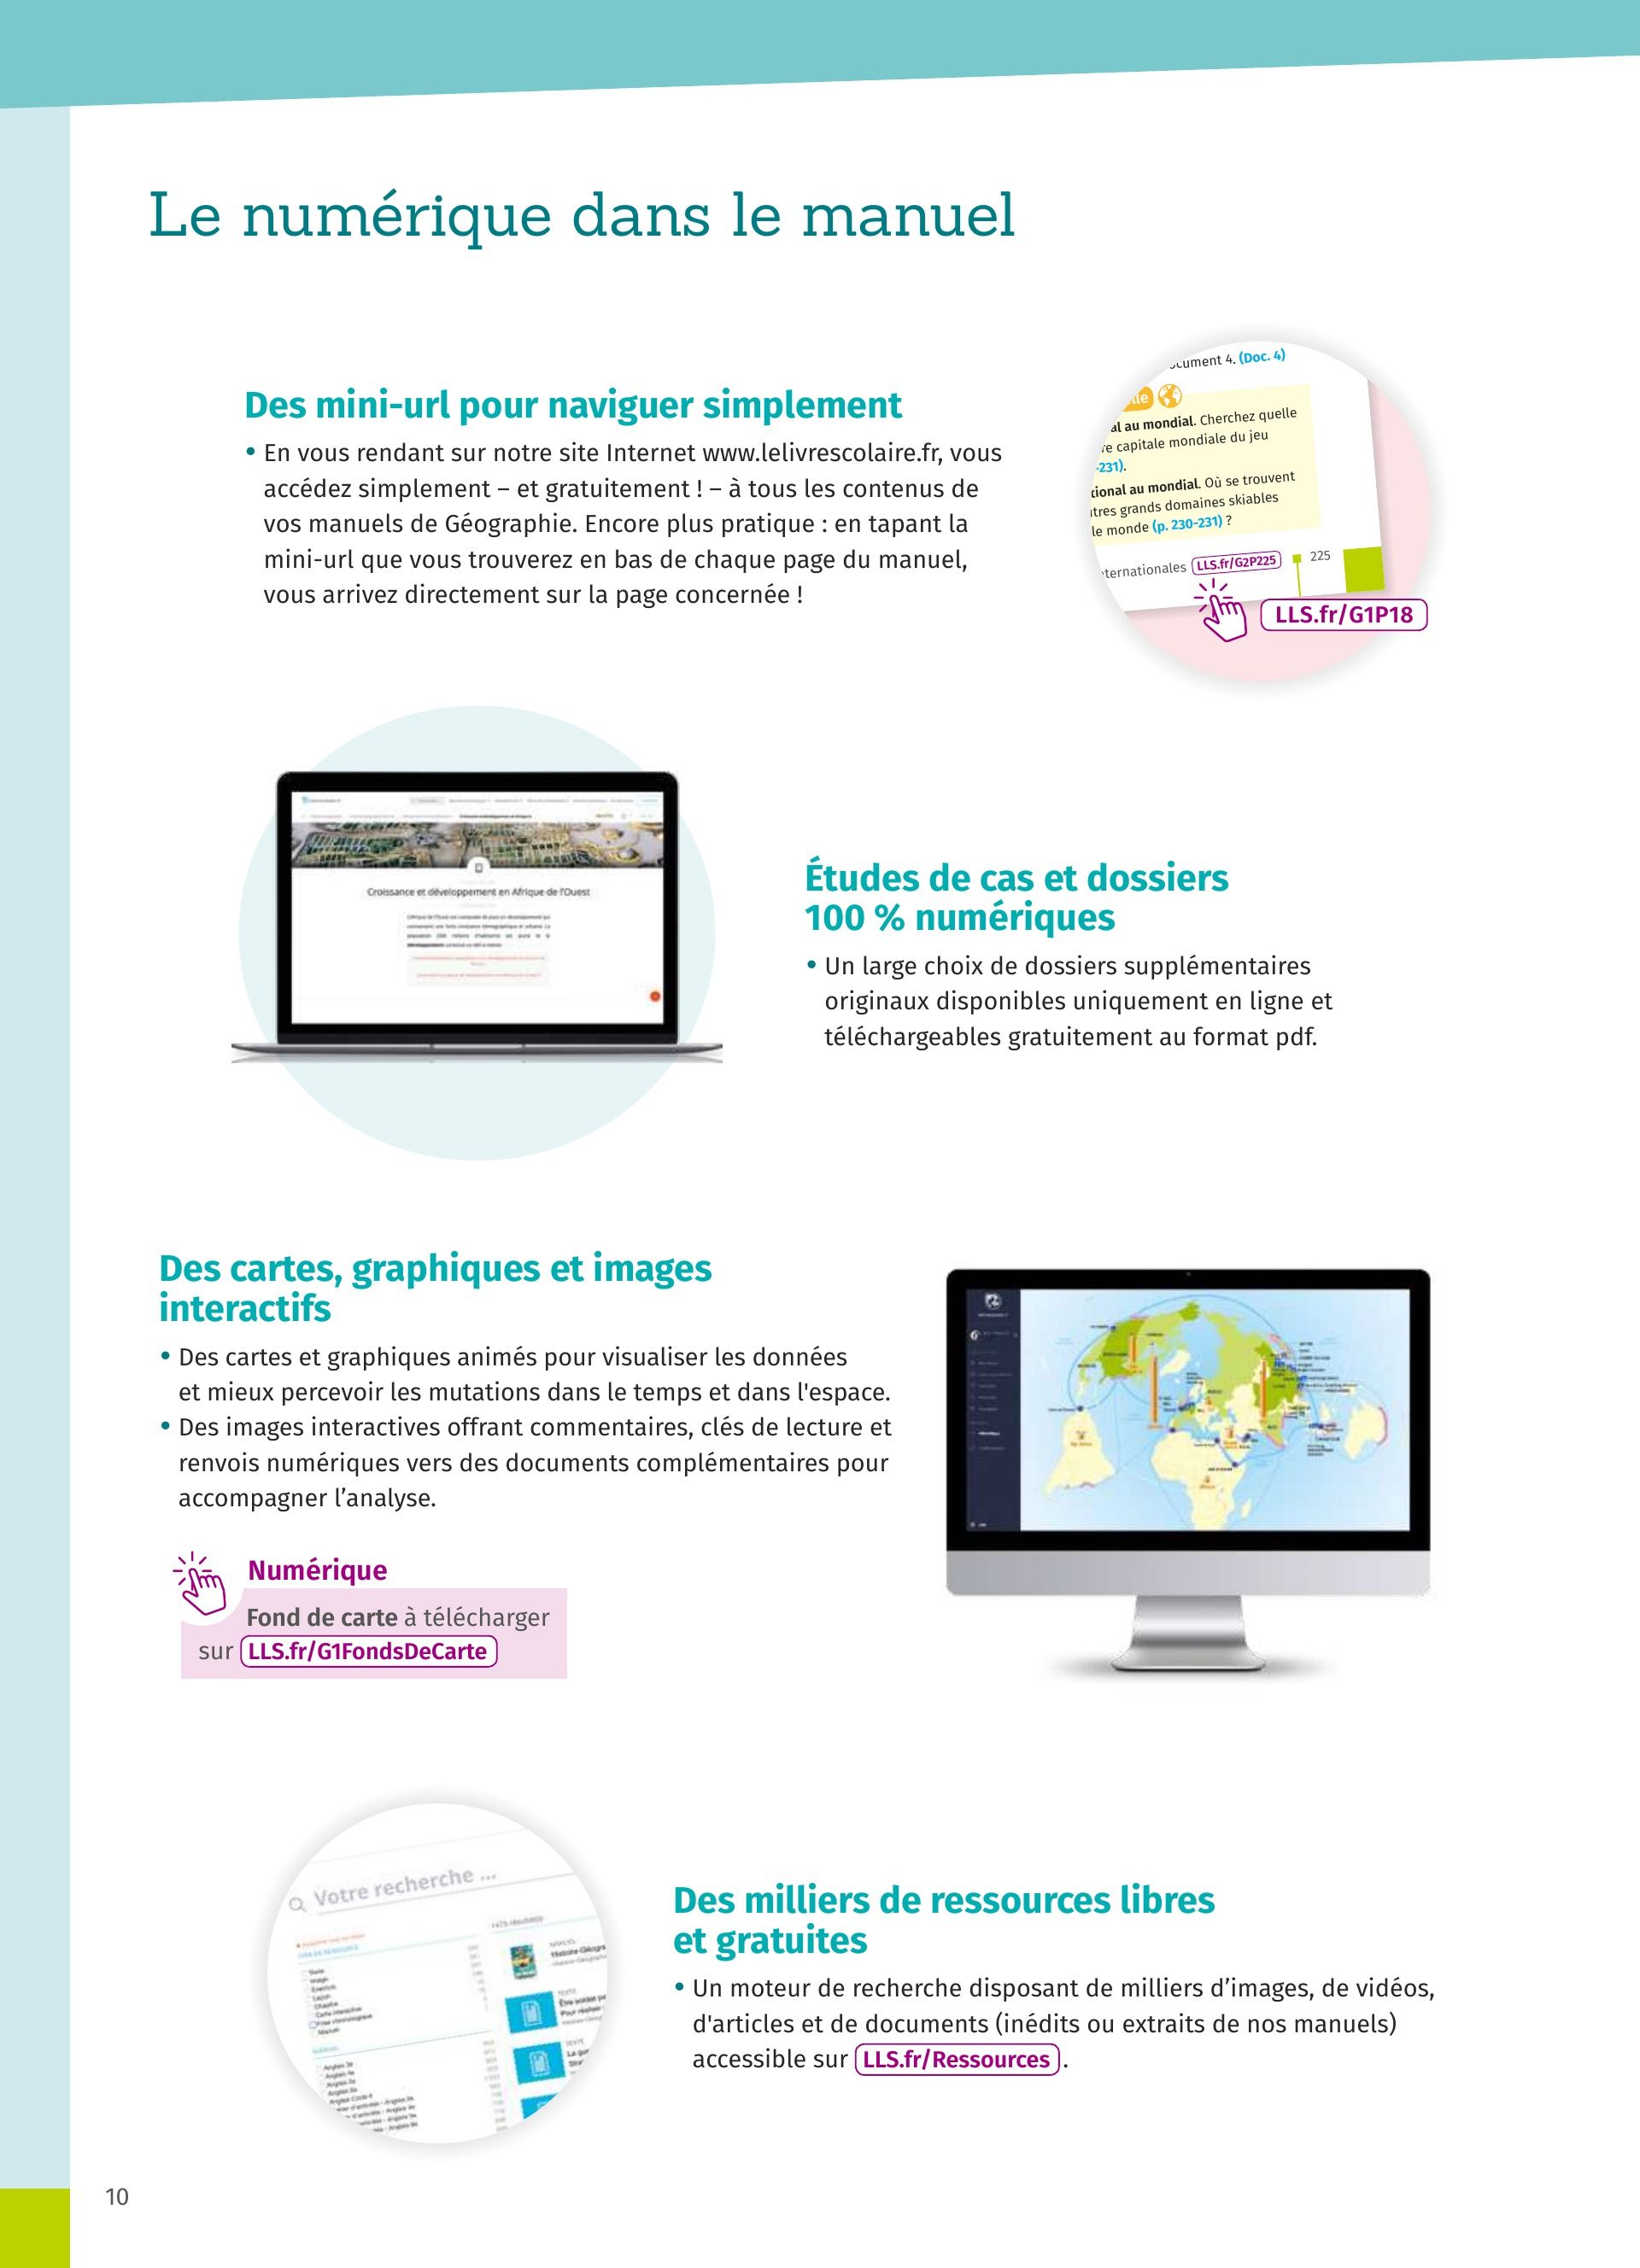 Le numérique dans le manuel
Des mini-url pour naviguer simplement
• En vous rendant sur notre site Internet www.lelivrescolaire.fr, vous
accédez simplement – et gratuitement ! – à tous les contenus de
vos manuels de Géographie. Encore plus pratique : en tapant la
mini-url que vous trouverez en bas de chaque page du manuel,
vous arrivez directement sur la page concernée !
ocument 4. (Doc. 4)
al au mondial. Cherchez quelle
re capitale mondiale du jeu
-231).
tional au mondial. Où se trouvent
utres grands domaines skiables
le monde (p. 230-231) ?
ternationales LLS.fr/G2P225 225
LLS.fr/G1P18
Croissance et développement en Afrique de l'Ouest
Études de cas et dossiers
100 % numériques
• Un large choix de dossiers supplémentaires
originaux disponibles uniquement en ligne et
téléchargeables gratuitement au format pdf.
Des cartes, graphiques et images
interactifs
• Des cartes et graphiques animés pour visualiser les données
et mieux percevoir les mutations dans le temps et dans l'espace.
• Des images interactives offrant commentaires, clés de lecture et
renvois numériques vers des documents complémentaires pour
accompagner l’analyse.
Numérique
Fond de carte à télécharger
sur LLS.fr/G1FondsDeCarte
Votre recherche ...
Des milliers de ressources libres
et gratuites
• Un moteur de recherche disposant de milliers d’images, de vidéos,
d'articles et de documents (inédits ou extraits de nos manuels)
accessible sur LLS.fr/Ressources .
10